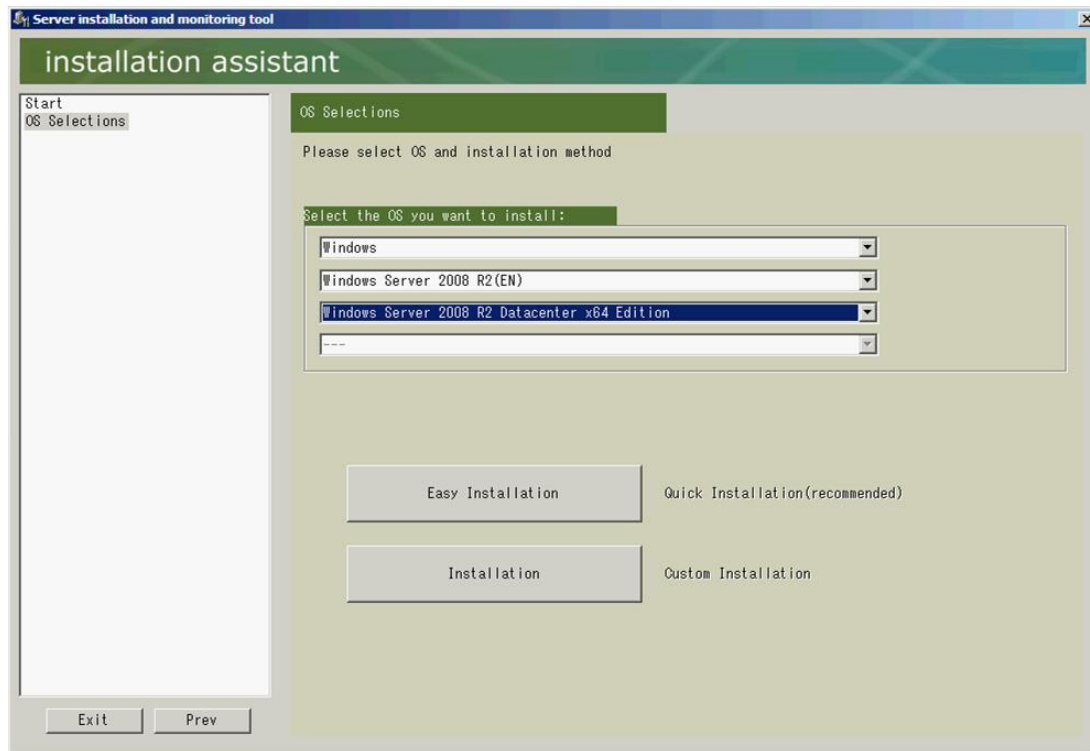 Server installation and monitoring tool
installation assistant
Start
OS Selections
OS Selections
Please select OS and installation method
Select the OS you want to install:
Windows
Windows Server 2008 R2(EN)
Windows Server 2008 R2 Datacenter x64 Edition
---
Easy Installation
Quick Installation(recommended)
Installation
Custom Installation
Exit
Prev